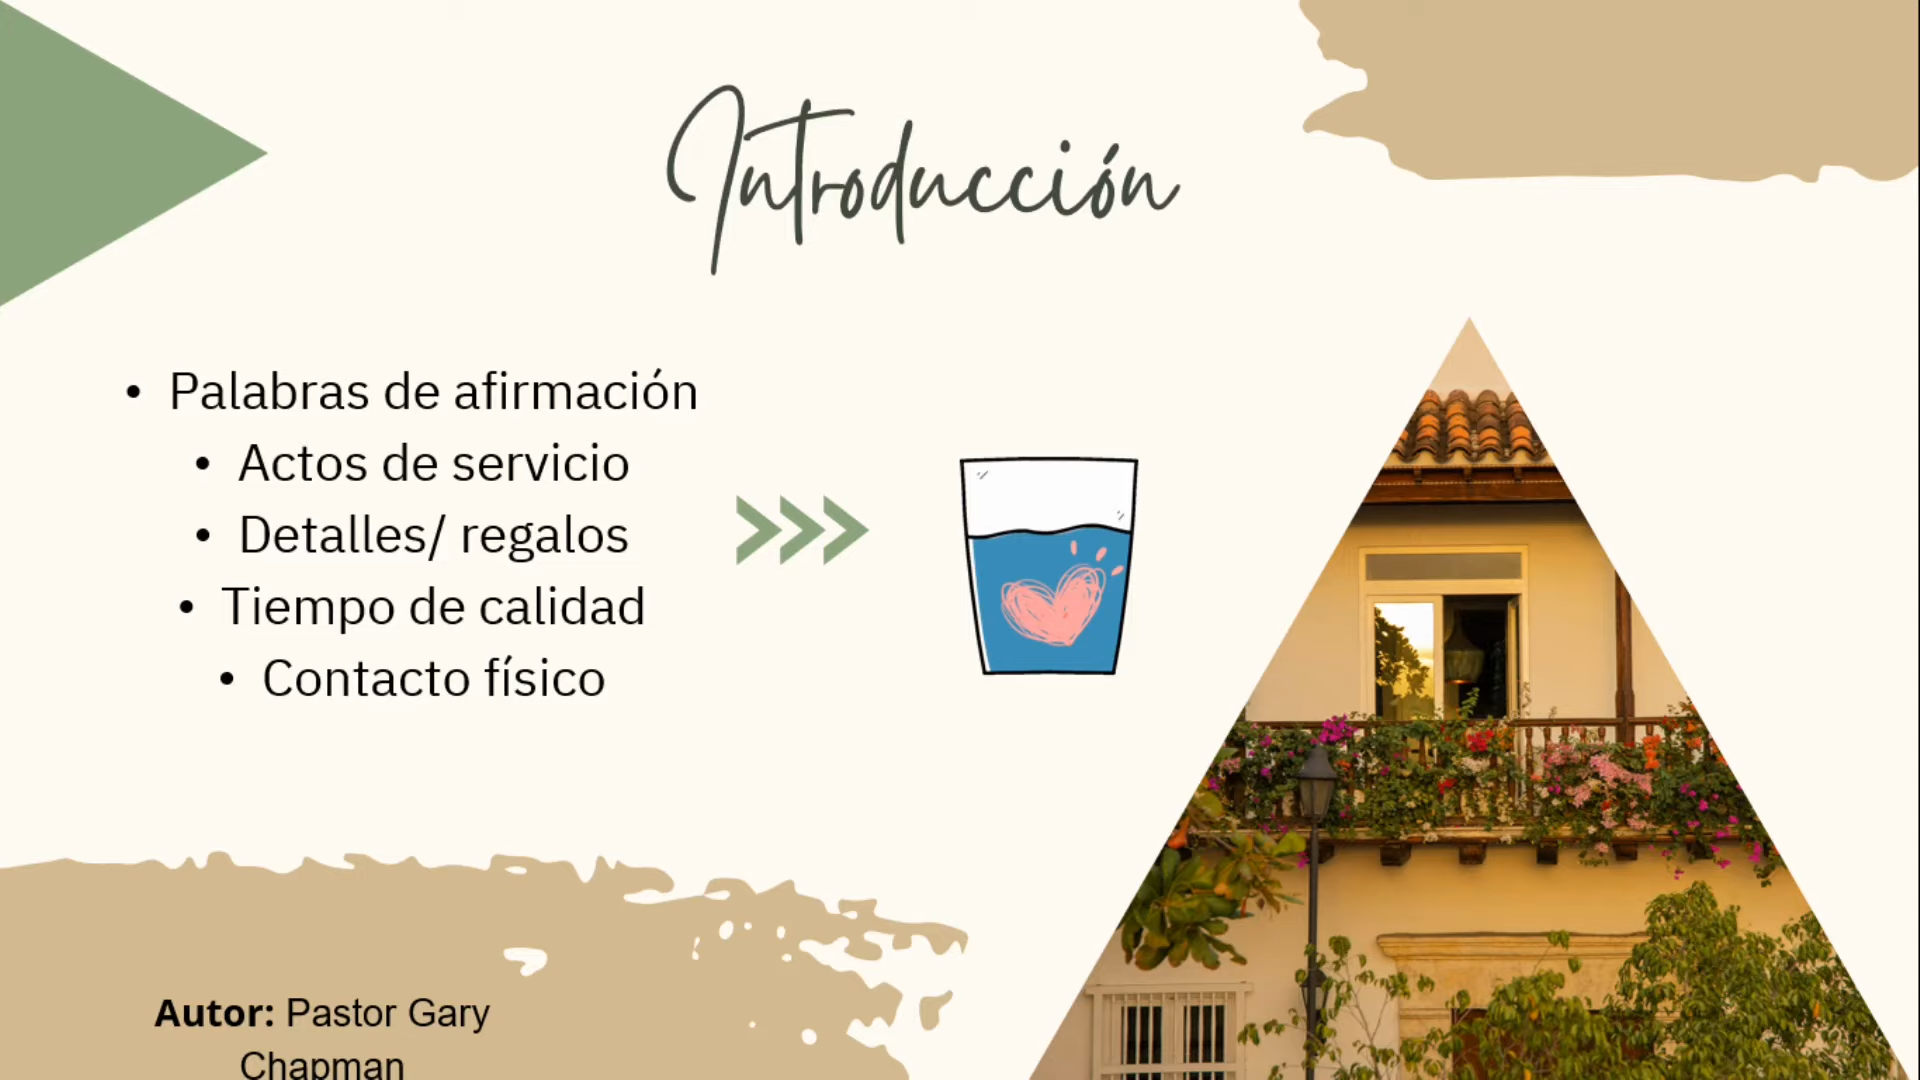 Introducción
• Palabras de afirmación
• Actos de servicio
• Detalles/ regalos
• Tiempo de calidad
• Contacto físico
Autor: Pastor Gary
Chapman